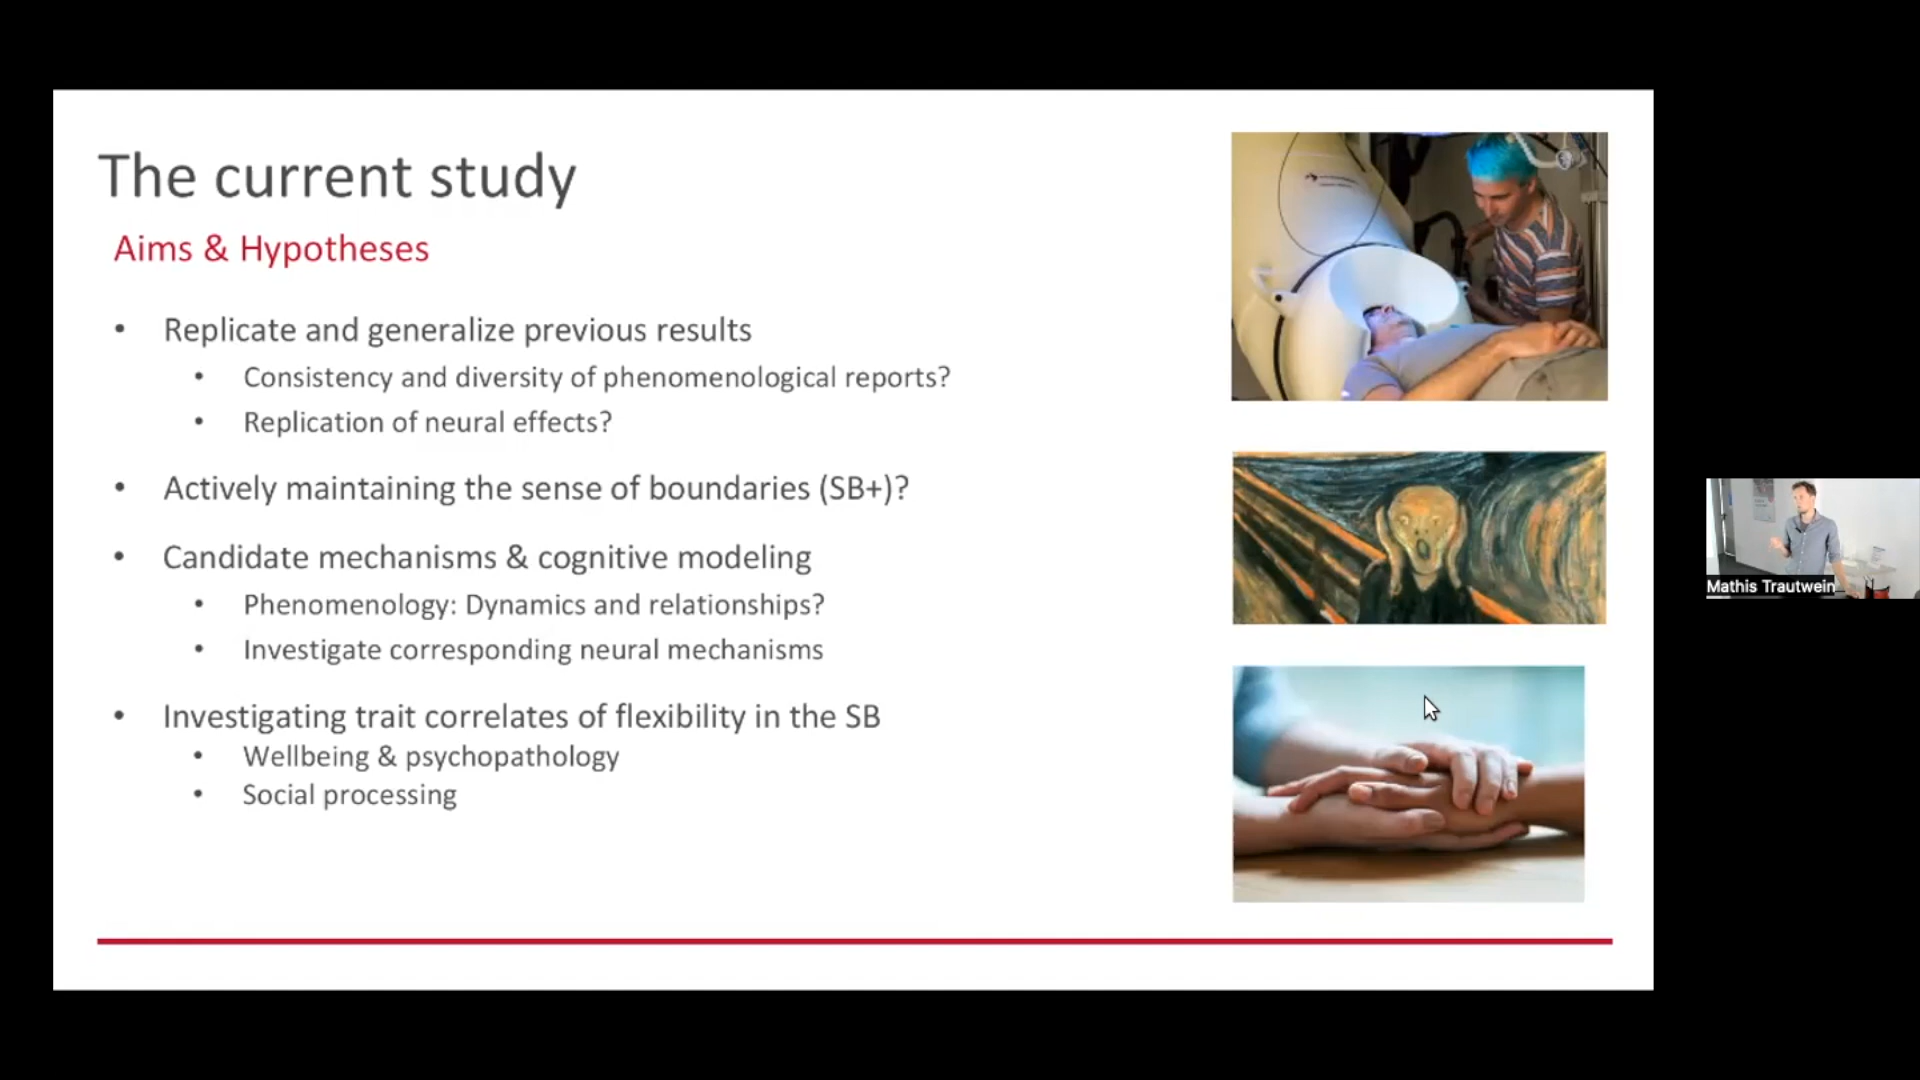 The current study
Aims & Hypotheses
• Replicate and generalize previous results
• Consistency and diversity of phenomenological reports?
• Replication of neural effects?
• Actively maintaining the sense of boundaries (SB+)?
• Candidate mechanisms & cognitive modeling
• Phenomenology: Dynamics and relationships?
• Investigate corresponding neural mechanisms
• Investigating trait correlates of flexibility in the SB
• Wellbeing & psychopathology
• Social processing
Mathis Trautwein